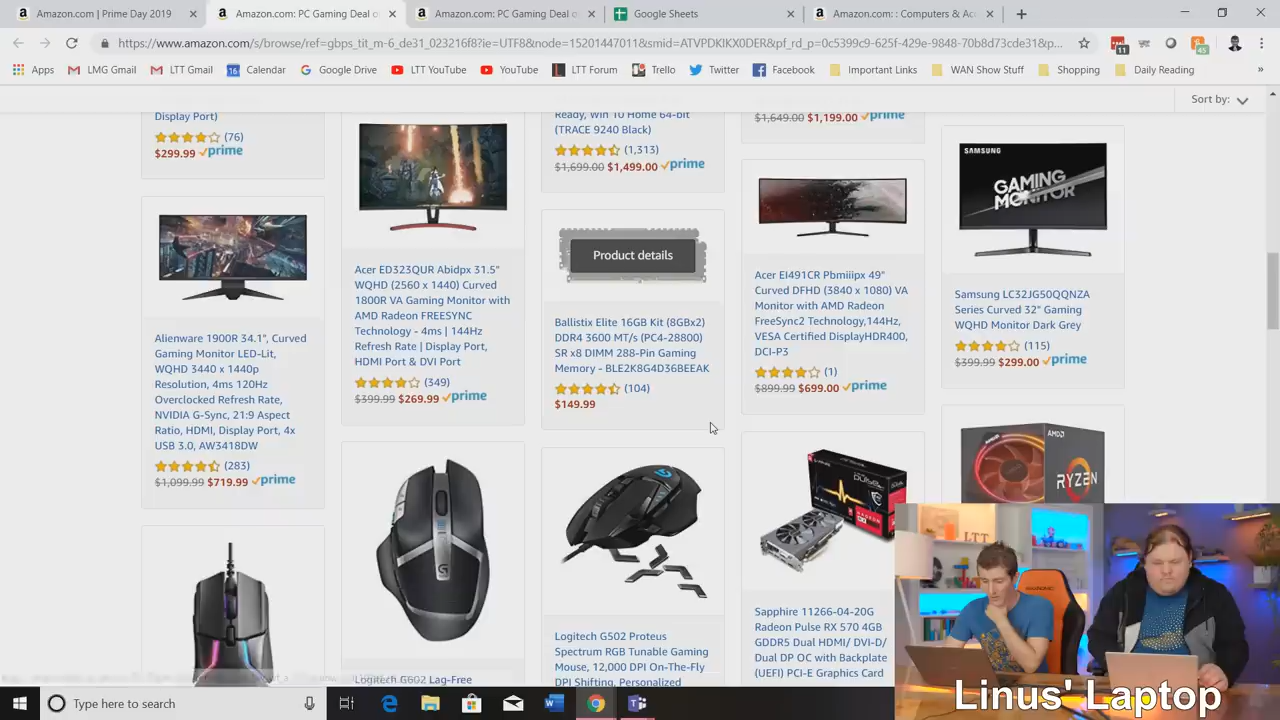 Amazon.com | Prime Day 2019
Amazon.com: PC Gaming Deal o
Amazon.com: PC Gaming Deal o
Google Sheets
Amazon.com: : Computers & Ac
https://www.amazon.com/s/browse/ref=gbps_tit_m-6_de31_023216f8?ie=UTF8&node=15201447011&smid=ATVPDKIKX0DER&pf_rd_p=0c5399c9-625f-429e-9848-70b8d73cde31&p...
11
45
Apps
LMG Gmail
LTT Gmail
16 Calendar
Google Drive
LTT YouTube
YouTube
LTT Forum
Trello
Twitter
Facebook
Important Links
WAN Show Stuff
Shopping
Daily Reading
»
Sort by:
Display Port)
(76)
$299.99 prime
Alienware 1900R 34.1", Curved
Gaming Monitor LED-Lit,
WQHD 3440 x 1440p
Resolution, 4ms 120Hz
Overclocked Refresh Rate,
NVIDIA G-Sync, 21:9 Aspect
Ratio, HDMI, Display Port, 4x
USB 3.0, AW3418DW
(283)
$1,099.99 $719.99 prime
Acer ED323QUR Abidpx 31.5"
WQHD (2560 x 1440) Curved
1800R VA Gaming Monitor with
AMD Radeon FREESYNC
Technology - 4ms | 144Hz
Refresh Rate | Display Port,
HDMI Port & DVI Port
(349)
$399.99 $269.99 prime
Logitech G602 Lag-Free
Ready, Win 10 Home 64-bit
(TRACE 9240 Black)
(1,313)
$1,699.00 $1,499.00 prime
Product details
Ballistix Elite 16GB Kit (8GBx2)
DDR4 3600 MT/s (PC4-28800)
SR x8 DIMM 288-Pin Gaming
Memory - BLE2K8G4D36BEEAK
(104)
$149.99
Logitech G502 Proteus
Spectrum RGB Tunable Gaming
Mouse, 12,000 DPI On-The-Fly
DPI Shifting, Personalized
$1,649.00 $1,199.00 prime
Acer EI491CR Pbmiiipx 49"
Curved DFHD (3840 x 1080) VA
Monitor with AMD Radeon
FreeSync2 Technology,144Hz,
VESA Certified DisplayHDR400,
DCI-P3
(1)
$899.99 $699.00 prime
PULSE
Sapphire 11266-04-20G
Radeon Pulse RX 570 4GB
GDDR5 Dual HDMI/ DVI-D/
Dual DP OC with Backplate
(UEFI) PCI-E Graphics Card
SAMSUNG
GAMING
MONITOR
Samsung LC32JG50QQNZA
Series Curved 32" Gaming
WQHD Monitor Dark Grey
(115)
$399.99 $299.00 prime
AMD
RYZEN
LTT
Linus' Laptop
Type here to search